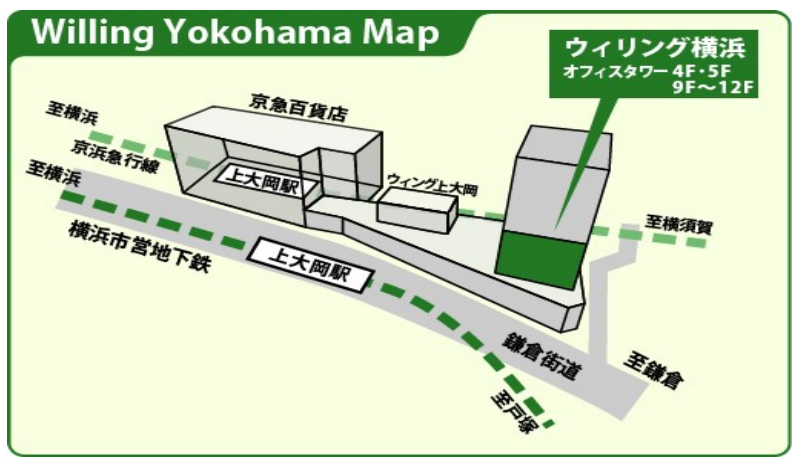 Willing Yokohama Map
ウィリング横浜
オフィスタワー 4F・5F
9F〜12F
京急百貨店
至横浜
京浜急行線
上大岡駅
ウィング上大岡
至横浜
至横須賀
横浜市営地下鉄
上大岡駅
鎌倉街道
至鎌倉
至戸塚